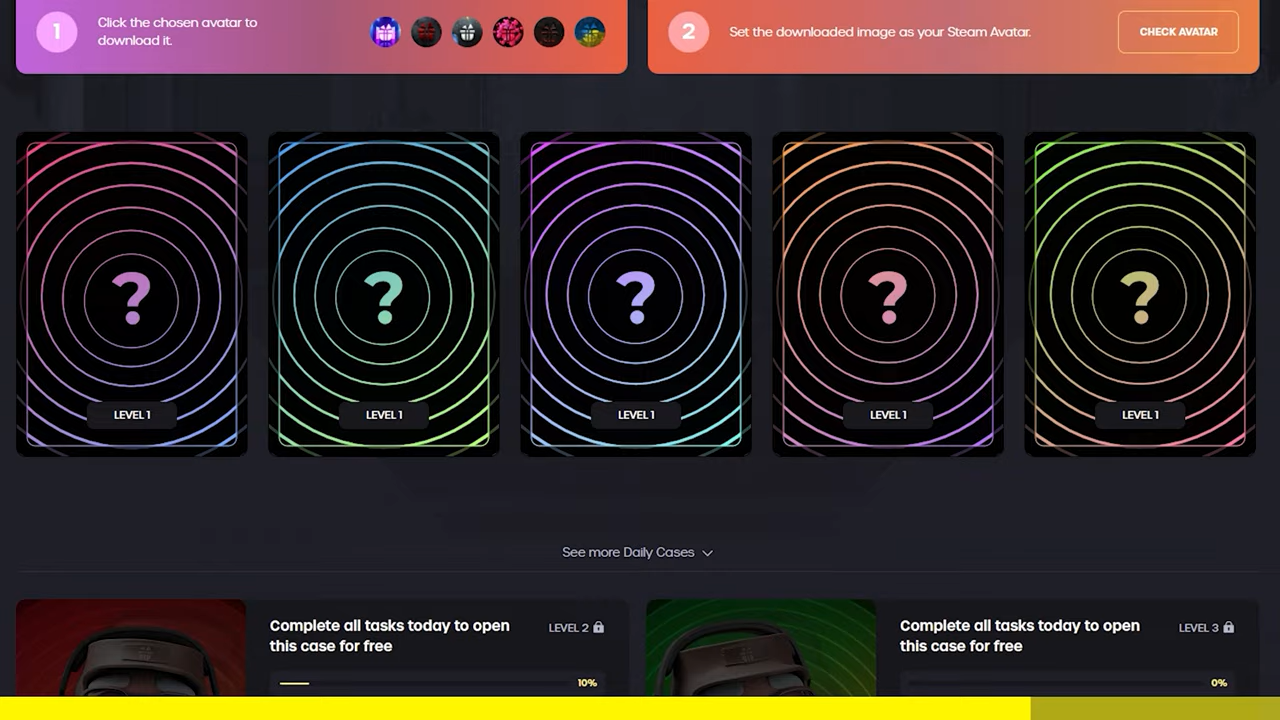 1
Click the chosen avatar to
download it.
2
Set the downloaded image as your Steam Avatar.
CHECK AVATAR
?
LEVEL 1
?
LEVEL 1
?
LEVEL 1
?
LEVEL 1
?
LEVEL 1
See more Daily Cases
Complete all tasks today to open
this case for free
LEVEL 2
10%
Complete all tasks today to open
this case for free
LEVEL 3
0%